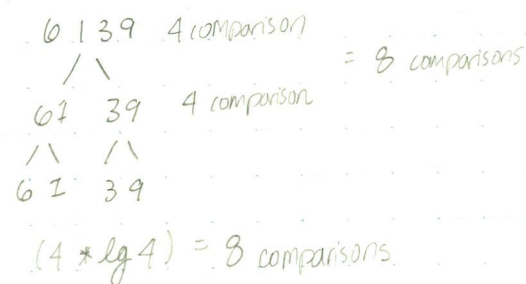 6 1 3 9 4 comparison
= 8 comparisons
61 39 4 comparison
6 1 3 9
(4 * lg 4) = 8 comparisons.